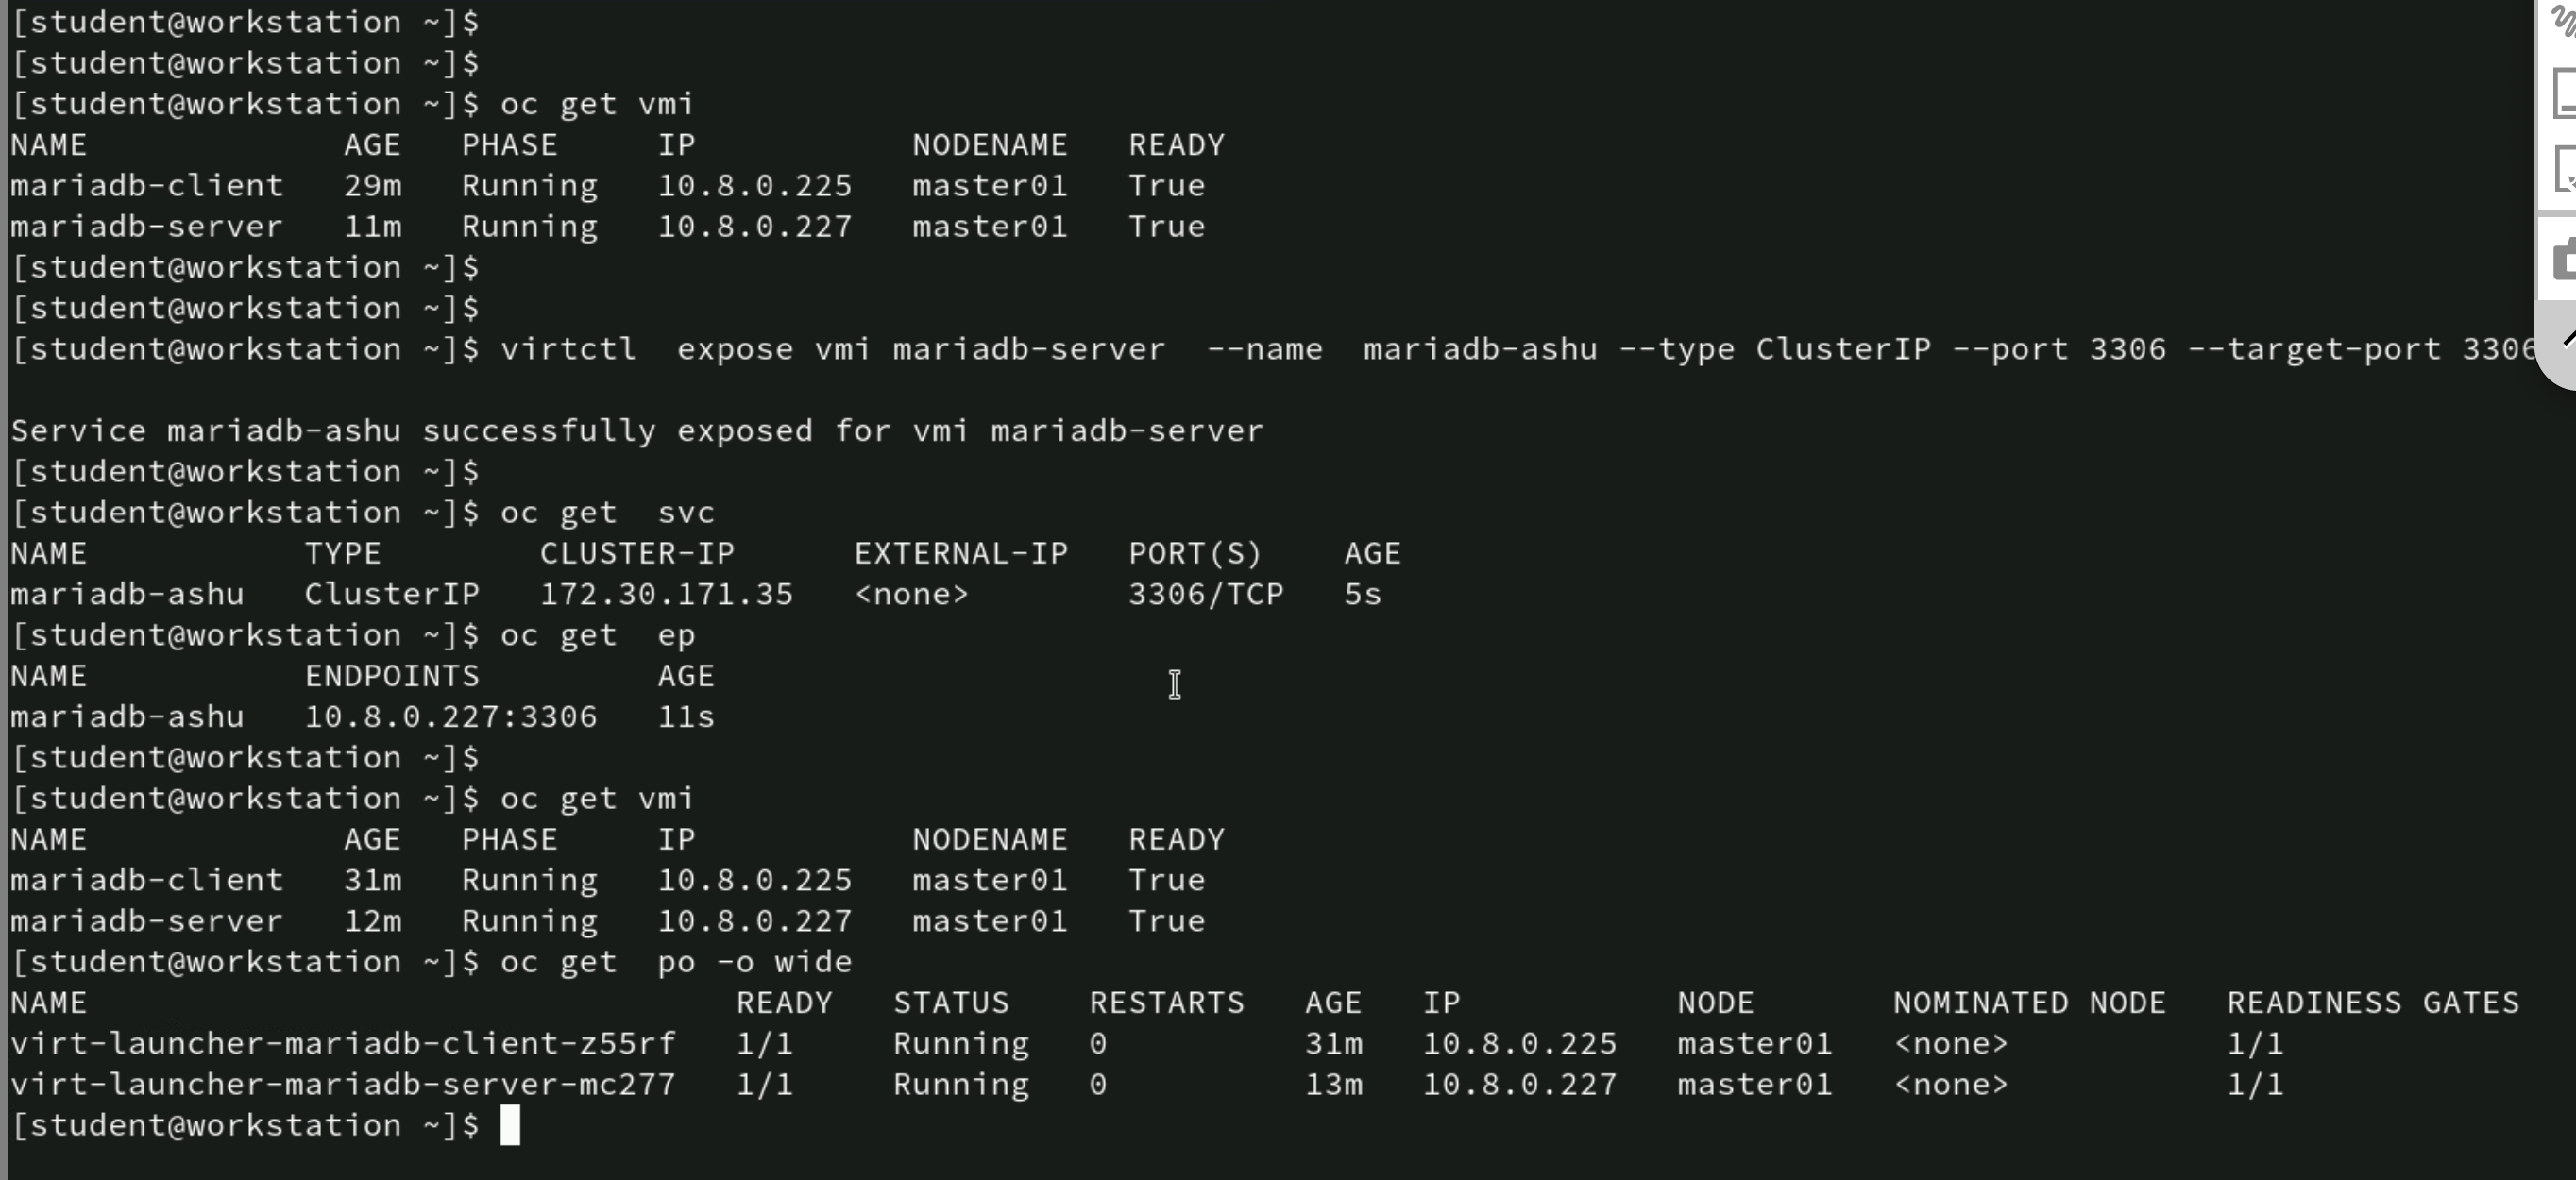 [student@workstation ~]$
[student@workstation ~]$
[student@workstation ~]$ oc get vmi
NAME             AGE   PHASE     IP           NODENAME   READY
mariadb-client   29m   Running   10.8.0.225   master01   True
mariadb-server   11m   Running   10.8.0.227   master01   True
[student@workstation ~]$
[student@workstation ~]$
[student@workstation ~]$ virtctl  expose vmi mariadb-server  --name  mariadb-ashu --type ClusterIP --port 3306 --target-port 3306
Service mariadb-ashu successfully exposed for vmi mariadb-server
[student@workstation ~]$
[student@workstation ~]$ oc get  svc
NAME           TYPE        CLUSTER-IP      EXTERNAL-IP   PORT(S)    AGE
mariadb-ashu   ClusterIP   172.30.171.35   <none>        3306/TCP   5s
[student@workstation ~]$ oc get  ep
NAME           ENDPOINTS         AGE
mariadb-ashu   10.8.0.227:3306   11s
[student@workstation ~]$
[student@workstation ~]$ oc get vmi
NAME             AGE   PHASE     IP           NODENAME   READY
mariadb-client   31m   Running   10.8.0.225   master01   True
mariadb-server   12m   Running   10.8.0.227   master01   True
[student@workstation ~]$ oc get  po -o wide
NAME                                  READY   STATUS    RESTARTS   AGE   IP           NODE       NOMINATED NODE   READINESS GATES
virt-launcher-mariadb-client-z55rf   1/1     Running   0          31m   10.8.0.225   master01   <none>           1/1
virt-launcher-mariadb-server-mc277   1/1     Running   0          13m   10.8.0.227   master01   <none>           1/1
[student@workstation ~]$